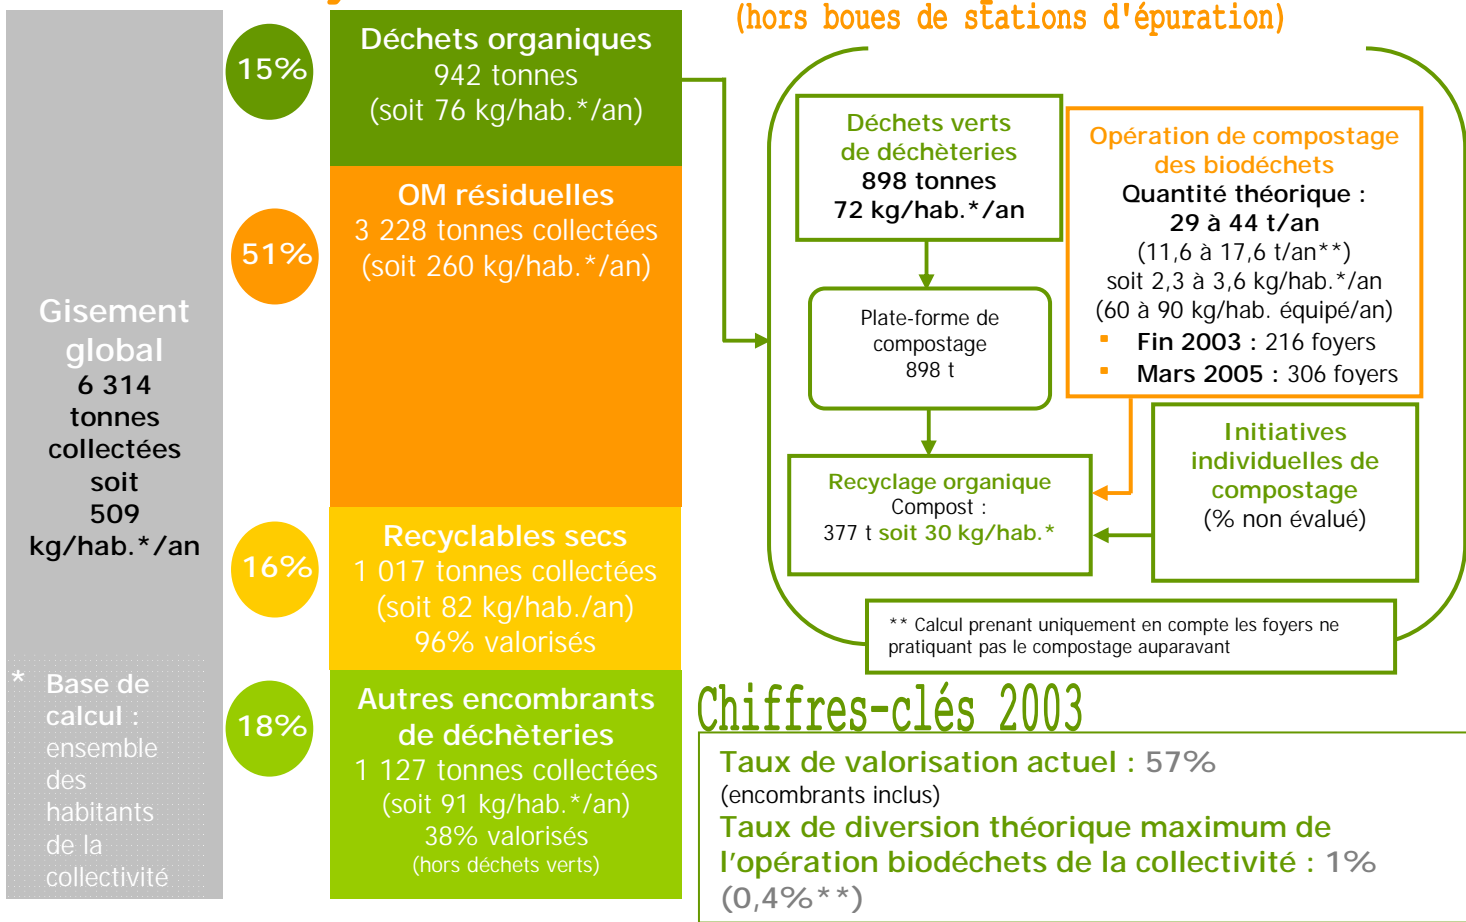 (hors boues de stations d'épuration)
Gisement
global
6 314
tonnes
collectées
soit
509
kg/hab.*/an
* Base de
calcul :
ensemble
des
habitants
de la
collectivité
15%
Déchets organiques
942 tonnes
(soit 76 kg/hab.*/an)
51%
OM résiduelles
3 228 tonnes collectées
(soit 260 kg/hab.*/an)
16%
Recyclables secs
1 017 tonnes collectées
(soit 82 kg/hab./an)
96% valorisés
18%
Autres encombrants
de déchèteries
1 127 tonnes collectées
(soit 91 kg/hab.*/an)
38% valorisés
(hors déchets verts)
Déchets verts
de déchèteries
898 tonnes
72 kg/hab.*/an
Plate-forme de
compostage
898 t
Opération de compostage
des biodéchets
Quantité théorique :
29 à 44 t/an
(11,6 à 17,6 t/an**)
soit 2,3 à 3,6 kg/hab.*/an
(60 à 90 kg/hab. équipé/an)
▪ Fin 2003 : 216 foyers
▪ Mars 2005 : 306 foyers
Recyclage organique
Compost :
377 t soit 30 kg/hab.*
Initiatives
individuelles de
compostage
(% non évalué)
** Calcul prenant uniquement en compte les foyers ne
pratiquant pas le compostage auparavant
Chiffres-clés 2003
Taux de valorisation actuel : 57%
(encombrants inclus)
Taux de diversion théorique maximum de
l'opération biodéchets de la collectivité : 1%
(0,4%**)